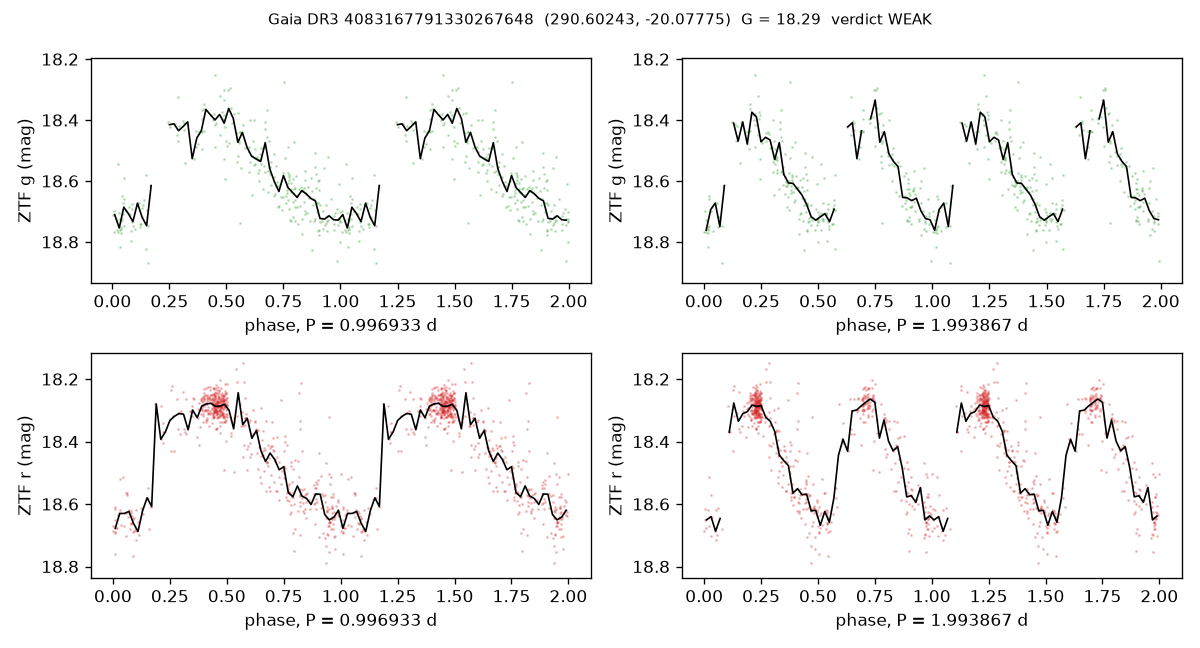 Gaia DR3 4083167791330267648 (290.60243, -20.07775) G = 18.29 verdict WEAK
18.2
18.4
18.6
18.8
ZTF g (mag)
0.00 0.25 0.50 0.75 1.00 1.25 1.50 1.75 2.00
phase, P = 0.996933 d
18.2
18.4
18.6
18.8
ZTF g (mag)
0.00 0.25 0.50 0.75 1.00 1.25 1.50 1.75 2.00
phase, P = 1.993867 d
18.2
18.4
18.6
18.8
ZTF r (mag)
0.00 0.25 0.50 0.75 1.00 1.25 1.50 1.75 2.00
phase, P = 0.996933 d
18.2
18.4
18.6
18.8
ZTF r (mag)
0.00 0.25 0.50 0.75 1.00 1.25 1.50 1.75 2.00
phase, P = 1.993867 d